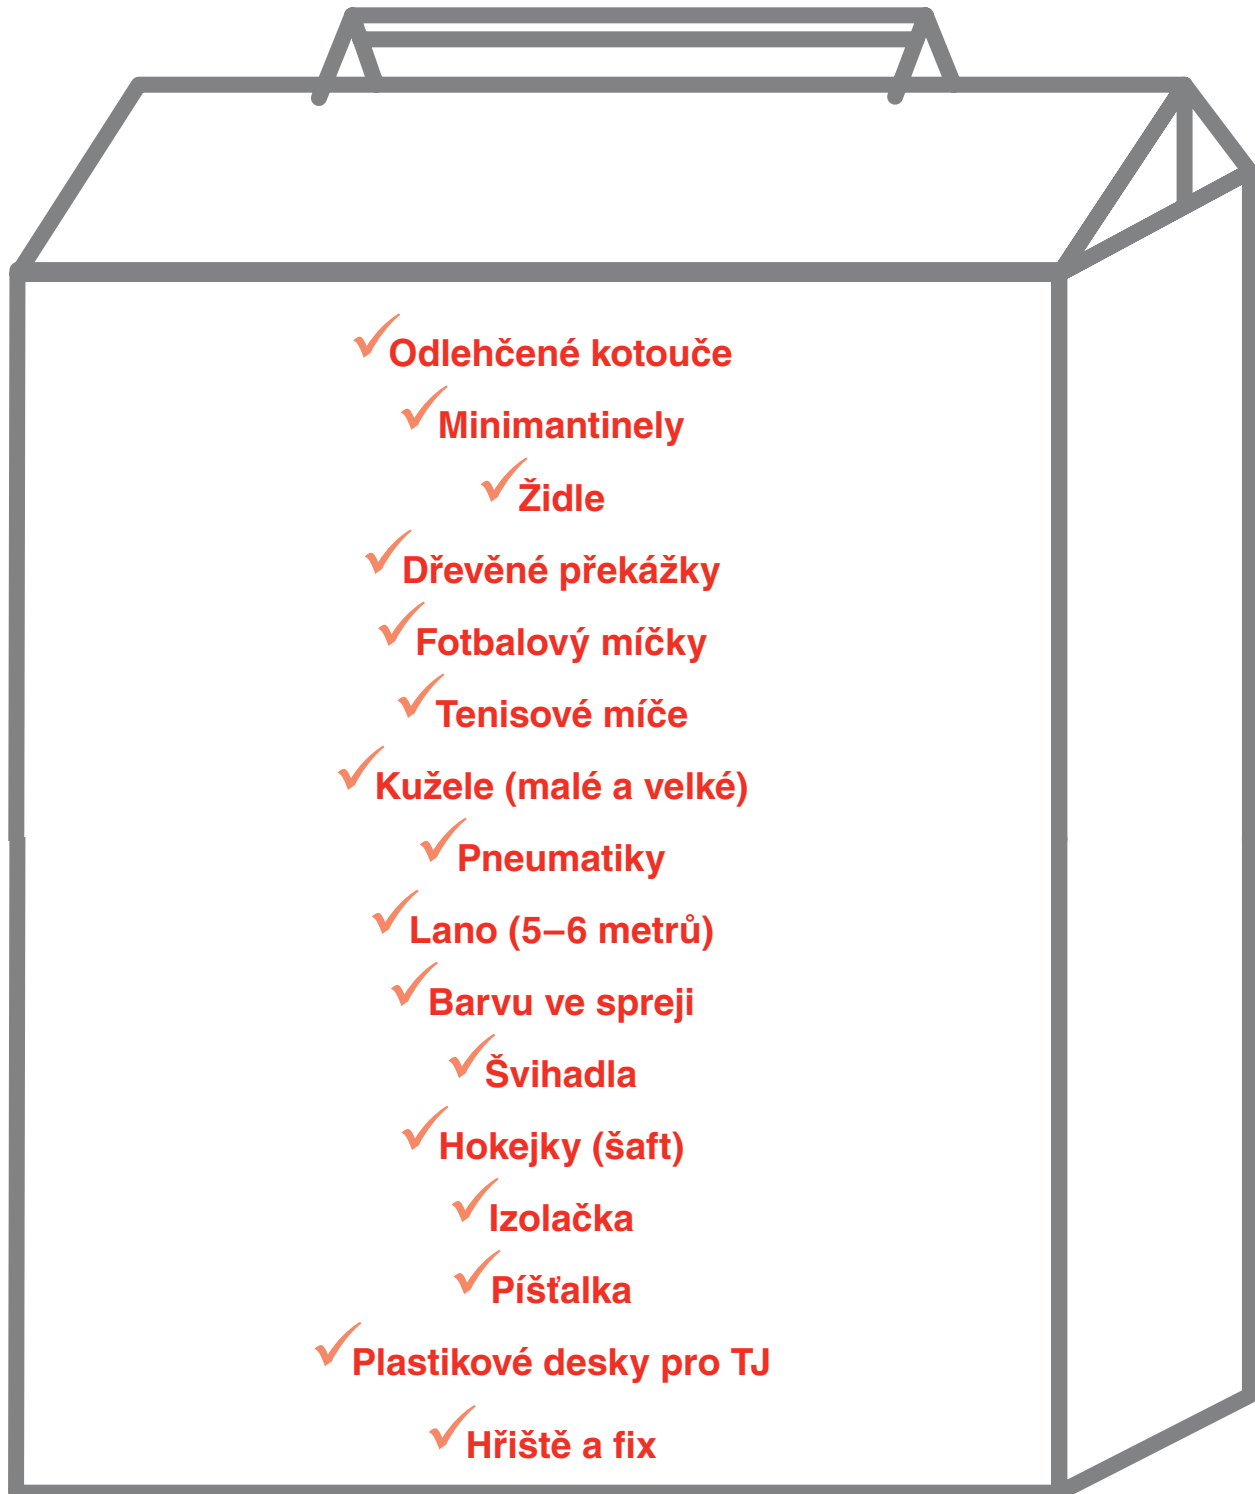 Odlehčené kotouče
Minimantinely
Židle
Dřevěné překážky
Fotbalový míčky
Tenisové míče
Kužele (malé a velké)
Pneumatiky
Lano (5–6 metrů)
Barvu ve spreji
Švihadla
Hokejky (šaft)
Izolačka
Píšťalka
Plastikové desky pro TJ
Hřiště a fix